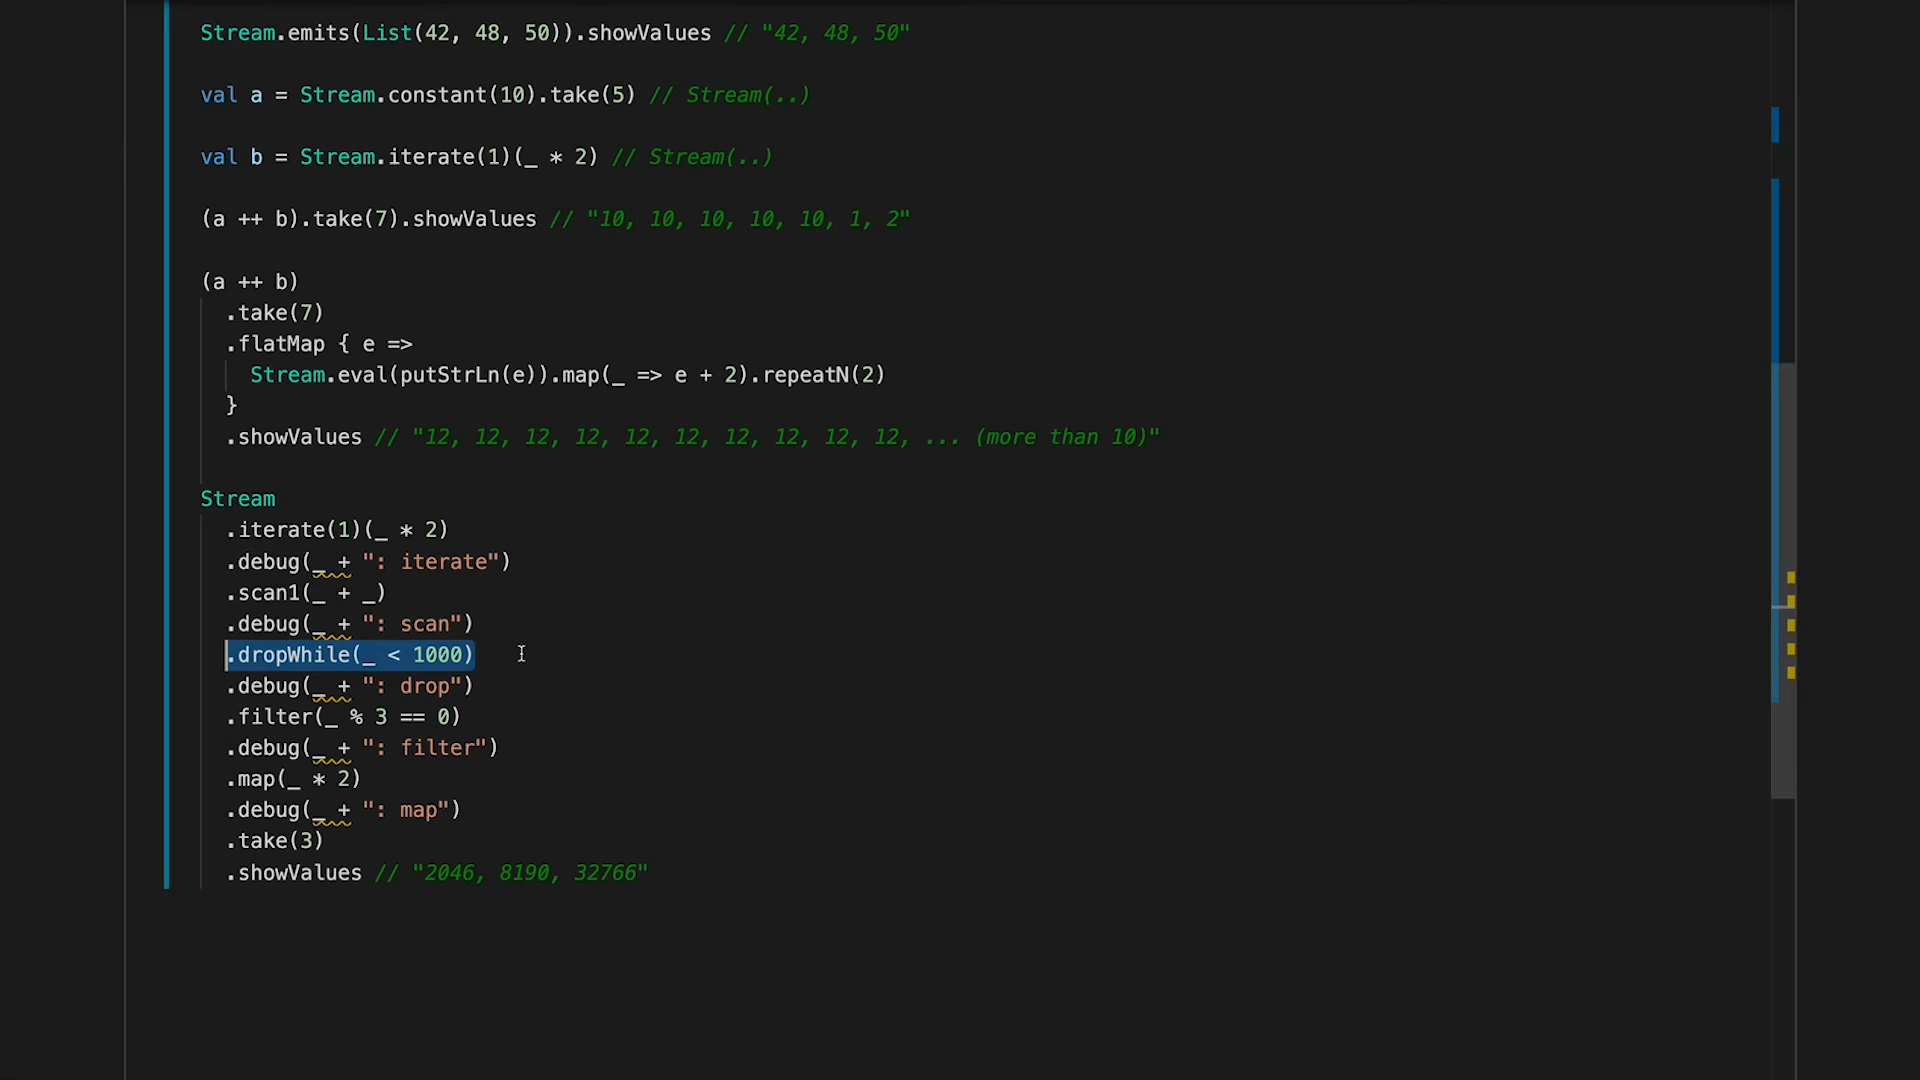 Stream.emits(List(42, 48, 50)).showValues // "42, 48, 50"
val a = Stream.constant(10).take(5) // Stream(..)
val b = Stream.iterate(1)(_ * 2) // Stream(..)
(a ++ b).take(7).showValues // "10, 10, 10, 10, 10, 1, 2"
(a ++ b)
.take(7)
.flatMap { e =>
Stream.eval(putStrLn(e)).map(_ => e + 2).repeatN(2)
}
.showValues // "12, 12, 12, 12, 12, 12, 12, 12, 12, 12, ... (more than 10)"
Stream
.iterate(1)(_ * 2)
.debug(_ + ": iterate")
.scan1(_ + _)
.debug(_ + ": scan")
.dropWhile(_ < 1000)
.debug(_ + ": drop")
.filter(_ % 3 == 0)
.debug(_ + ": filter")
.map(_ * 2)
.debug(_ + ": map")
.take(3)
.showValues // "2046, 8190, 32766"